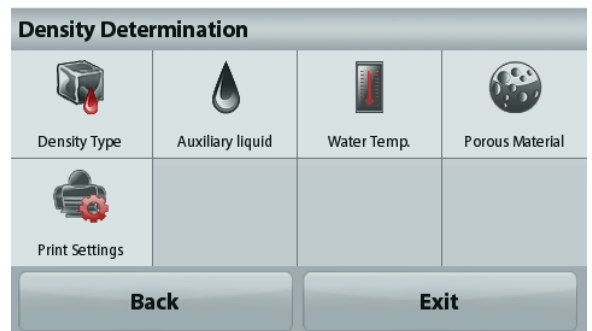 Density Determination
Density Type
Auxiliary liquid
Water Temp.
Porous Material
Print Settings
Back
Exit